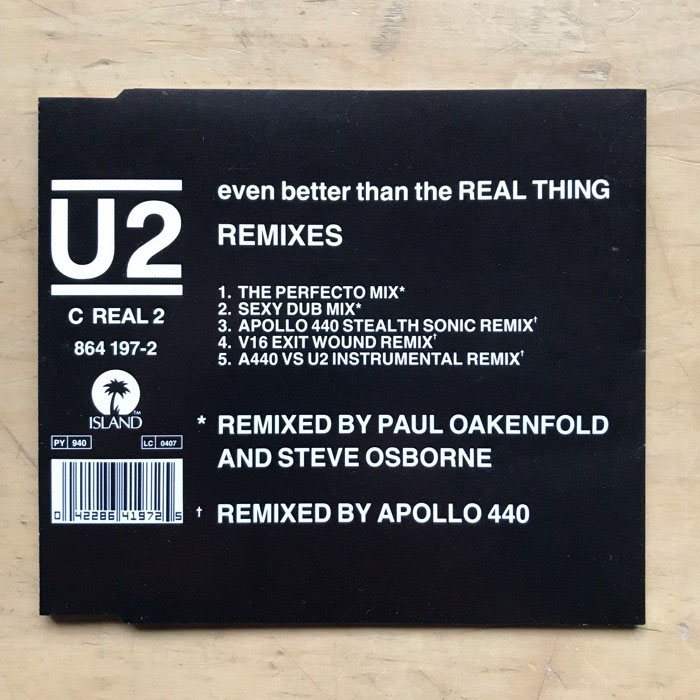 U2
C REAL 2
864 197-2
ISLAND™
PY 940
LC 0407
0 42286 41972 5
even better than the REAL THING
REMIXES
1. THE PERFECTO MIX*
2. SEXY DUB MIX*
3. APOLLO 440 STEALTH SONIC REMIX†
4. V16 EXIT WOUND REMIX†
5. A440 VS U2 INSTRUMENTAL REMIX†
* REMIXED BY PAUL OAKENFOLD
AND STEVE OSBORNE
† REMIXED BY APOLLO 440